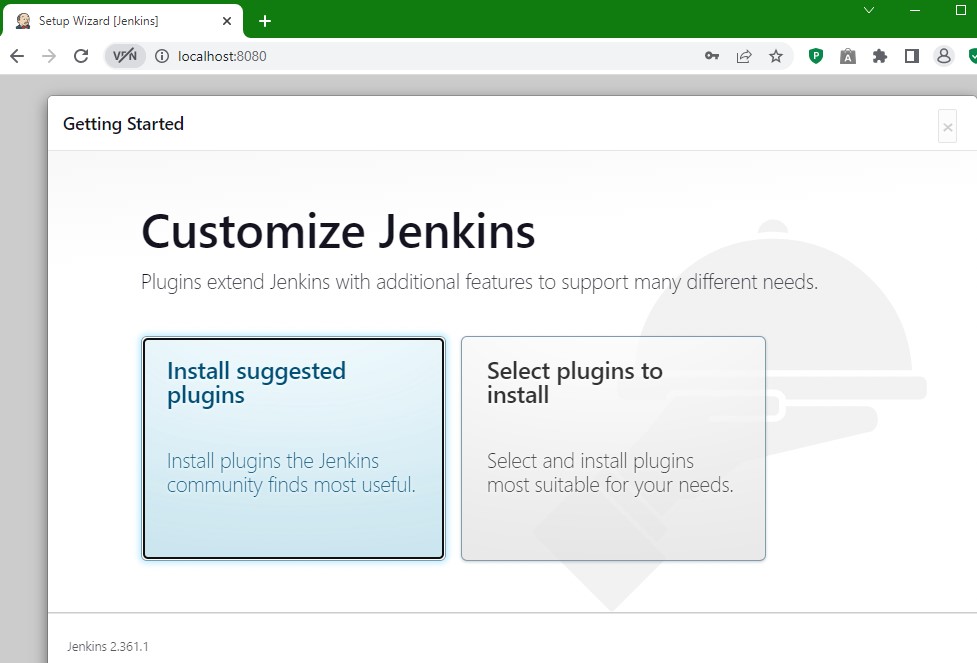 Setup Wizard [Jenkins]
VPN
localhost:8080
P
A
Getting Started
Customize Jenkins
Plugins extend Jenkins with additional features to support many different needs.
Install suggested
plugins
Install plugins the Jenkins
community finds most useful.
Select plugins to
install
Select and install plugins
most suitable for your needs.
Jenkins 2.361.1